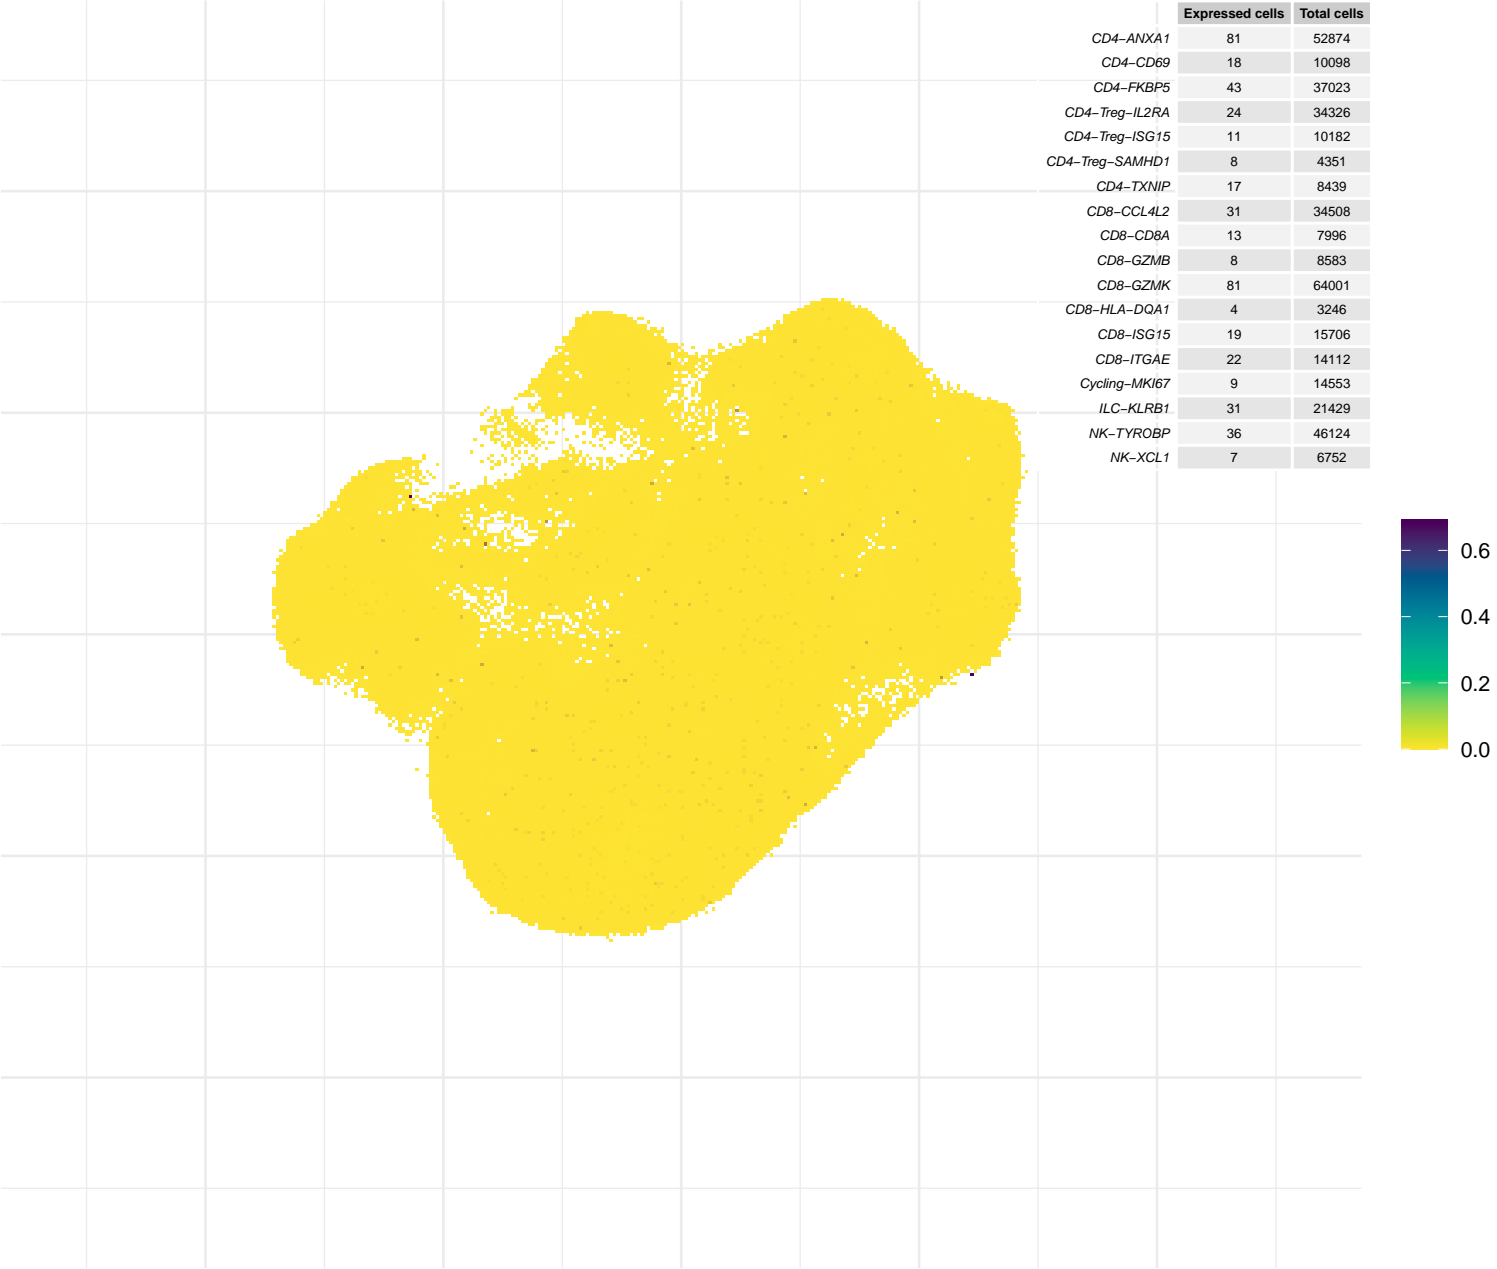 Expressed cells Total cells
CD4−ANXA1 81 52874
CD4−CD69 18 10098
CD4−FKBP5 43 37023
CD4−Treg−IL2RA 24 34326
CD4−Treg−ISG15 11 10182
CD4−Treg−SAMHD1 8 4351
CD4−TXNIP 17 8439
CD8−CCL4L2 31 34508
CD8−CD8A 13 7996
CD8−GZMB 8 8583
CD8−GZMK 81 64001
CD8−HLA−DQA1 4 3246
CD8−ISG15 19 15706
CD8−ITGAE 22 14112
Cycling−MKI67 9 14553
ILC−KLRB1 31 21429
NK−TYROBP 36 46124
NK−XCL1 7 6752
0.6
0.4
0.2
0.0